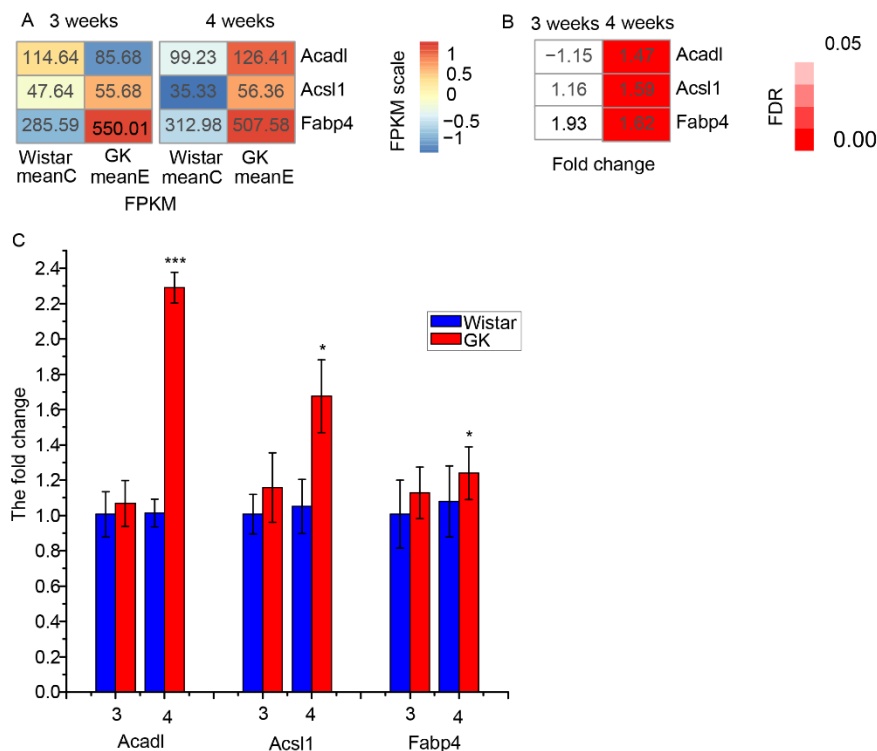 A 3 weeks 4 weeks
114.64 85.68 99.23 126.41 Acadl
47.64 55.68 35.33 56.36 Acsl1
285.59 550.01 312.98 507.58 Fabp4
Wistar GK Wistar GK
meanC meanE meanC meanE
FPKM
FPKM scale
1
0.5
0
−0.5
−1
B 3 weeks 4 weeks
−1.15 1.47 Acadl
1.16 1.59 Acsl1
1.93 1.62 Fabp4
Fold change
FDR
0.05
0.00
C
The fold change
2.4
2.2
2.0
1.8
1.6
1.4
1.2
1.0
0.8
0.6
0.4
0.2
0.0
***
*
*
Wistar
GK
3 4 3 4 3 4
Acadl Acsl1 Fabp4